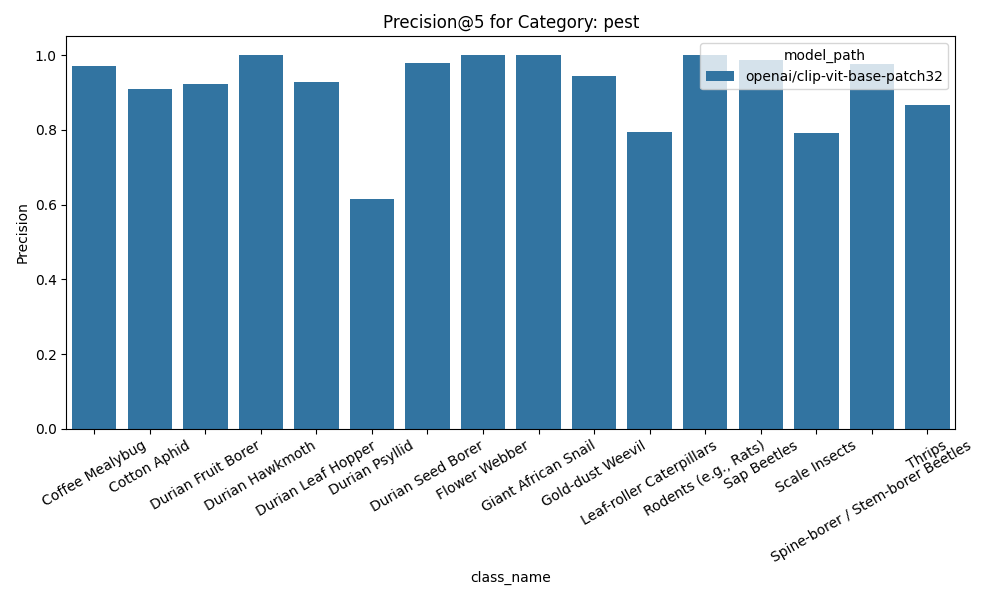 Precision@5 for Category: pest
model_path
openai/clip-vit-base-patch32
Precision
1.0
0.8
0.6
0.4
0.2
0.0
Coffee Mealybug
Cotton Aphid
Durian Fruit Borer
Durian Hawkmoth
Durian Leaf Hopper
Durian Psyllid
Durian Seed Borer
Flower Webber
Giant African Snail
Gold-dust Weevil
Leaf-roller Caterpillars
Rodents (e.g., Rats)
Sap Beetles
Scale Insects
Spine-borer / Stem-borer Beetles
Thrips
class_name